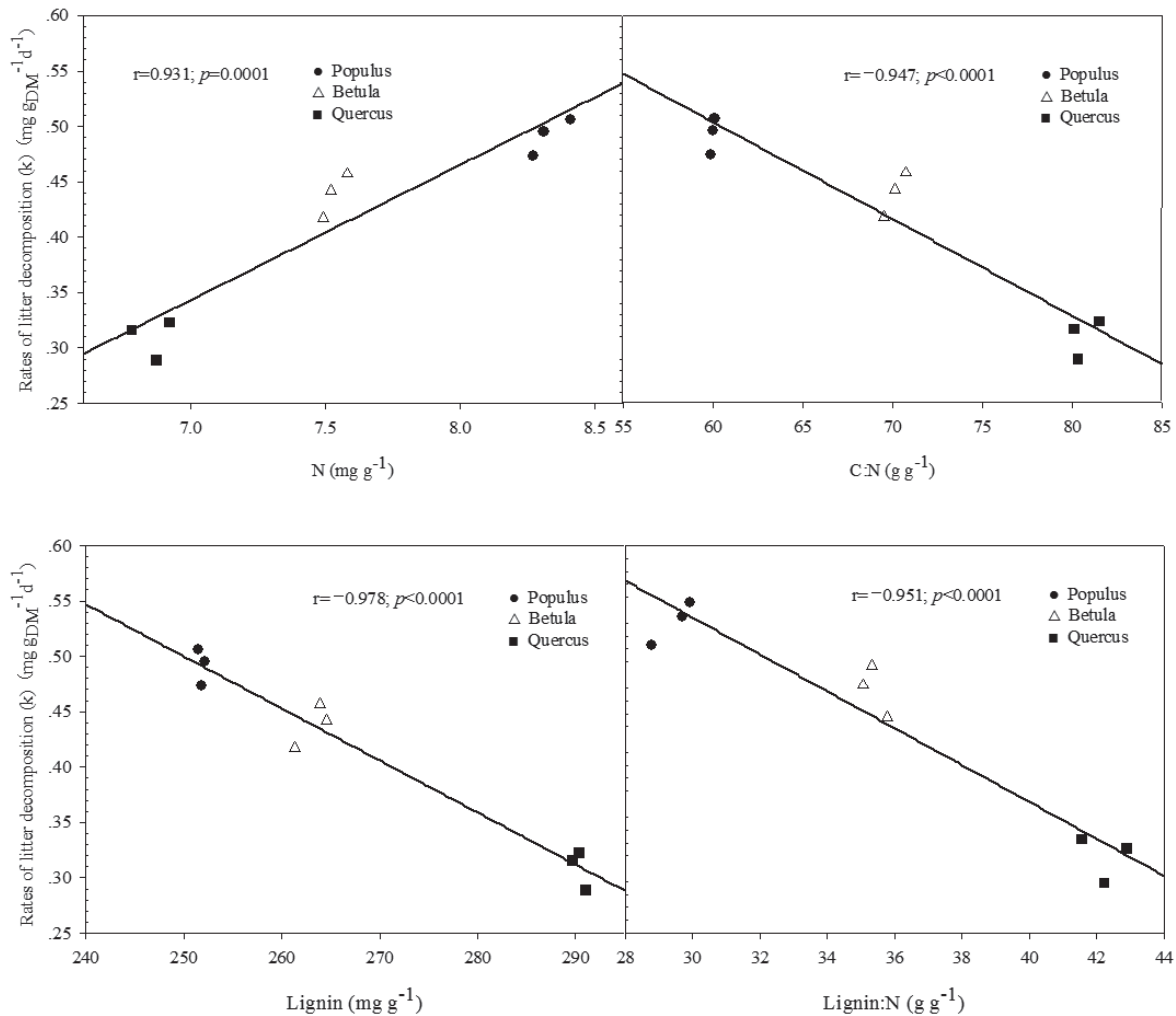 Rates of litter decomposition (k) (mg gDM-1d-1)
.60
.55
.50
.45
.40
.35
.30
.25
r=0.931; p=0.0001
Populus
Betula
Quercus
7.0 7.5 8.0 8.5
N (mg g-1)
r=−0.947; p<0.0001
Populus
Betula
Quercus
55 60 65 70 75 80 85
C:N (g g-1)
Rates of litter decomposition (k) (mg gDM-1d-1)
.60
.55
.50
.45
.40
.35
.30
.25
r=−0.978; p<0.0001
Populus
Betula
Quercus
240 250 260 270 280 290
Lignin (mg g-1)
r=−0.951; p<0.0001
Populus
Betula
Quercus
28 30 32 34 36 38 40 42 44
Lignin:N (g g-1)